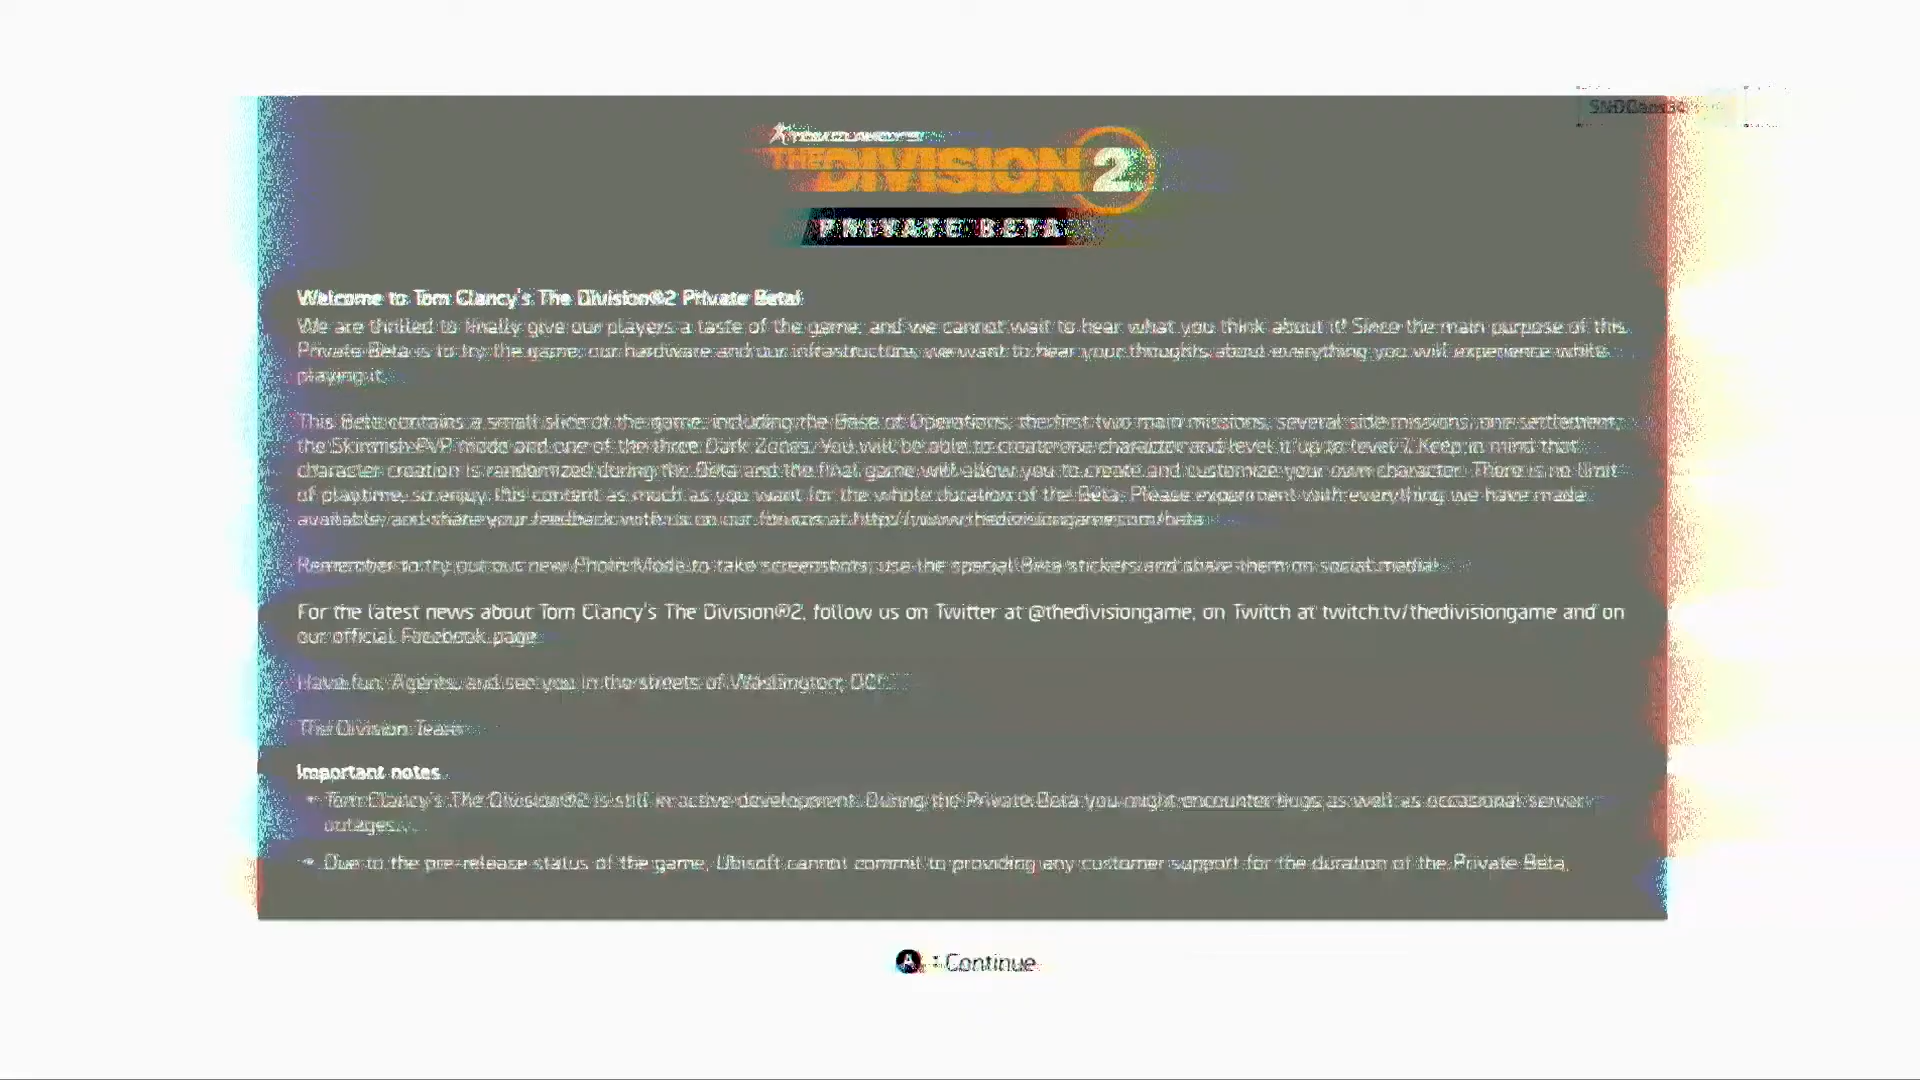 TOM CLANCY'S
THE DIVISION 2
PRIVATE BETA
Welcome to Tom Clancy's The Division®2 Private Beta!
We are thrilled to finally give our players a taste of the game, and we cannot wait to hear what you think about it! Since the main purpose of this
Private Beta is to try the game, our hardware and our infrastructure, we want to hear your thoughts about everything you will experience while
playing it.
This Beta contains a small slice of the game, including the Base of Operations, the first two main missions, several side missions, one settlement,
the Skirmish PVP mode and one of the three Dark Zones. You will be able to create one character and level it up to level 7. Keep in mind that
character creation is randomized during the Beta and the final game will allow you to create and customize your own character. There is no limit
of playtime, so enjoy this content as much as you want for the whole duration of the Beta. Please experiment with everything we have made
available, and share your feedback with us on our forums at http://www.thedivisiongame.com/beta
Remember to try out our new Photo Mode to take screenshots, use the special Beta stickers and share them on social media!
For the latest news about Tom Clancy's The Division®2, follow us on Twitter at @thedivisiongame, on Twitch at twitch.tv/thedivisiongame and on
our official Facebook page.
Have fun, Agents, and see you in the streets of Washington, DC!
The Division Team
Important notes
• Tom Clancy's The Division®2 is still in active development. During the Private Beta you might encounter bugs as well as occasional server
outages.
• Due to the pre-release status of the game, Ubisoft cannot commit to providing any customer support for the duration of the Private Beta.
A : Continue